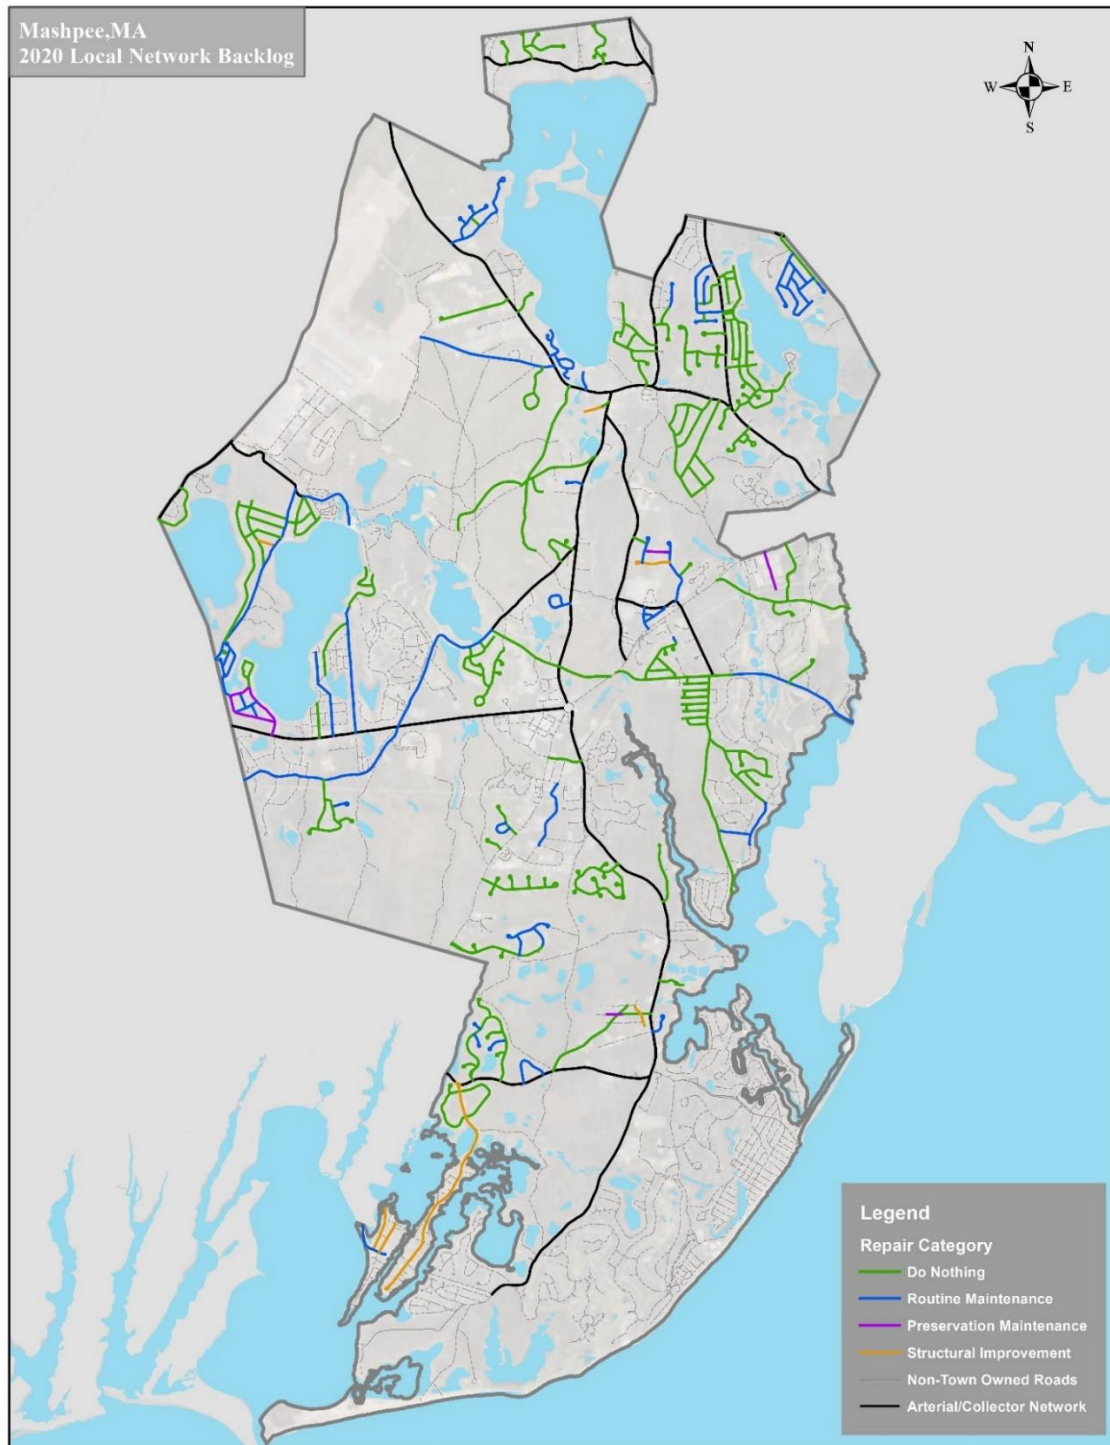 Mashpee,MA
2020 Local Network Backlog
N
W E
S
Legend
Repair Category
Do Nothing
Routine Maintenance
Preservation Maintenance
Structural Improvement
Non-Town Owned Roads
Arterial/Collector Network